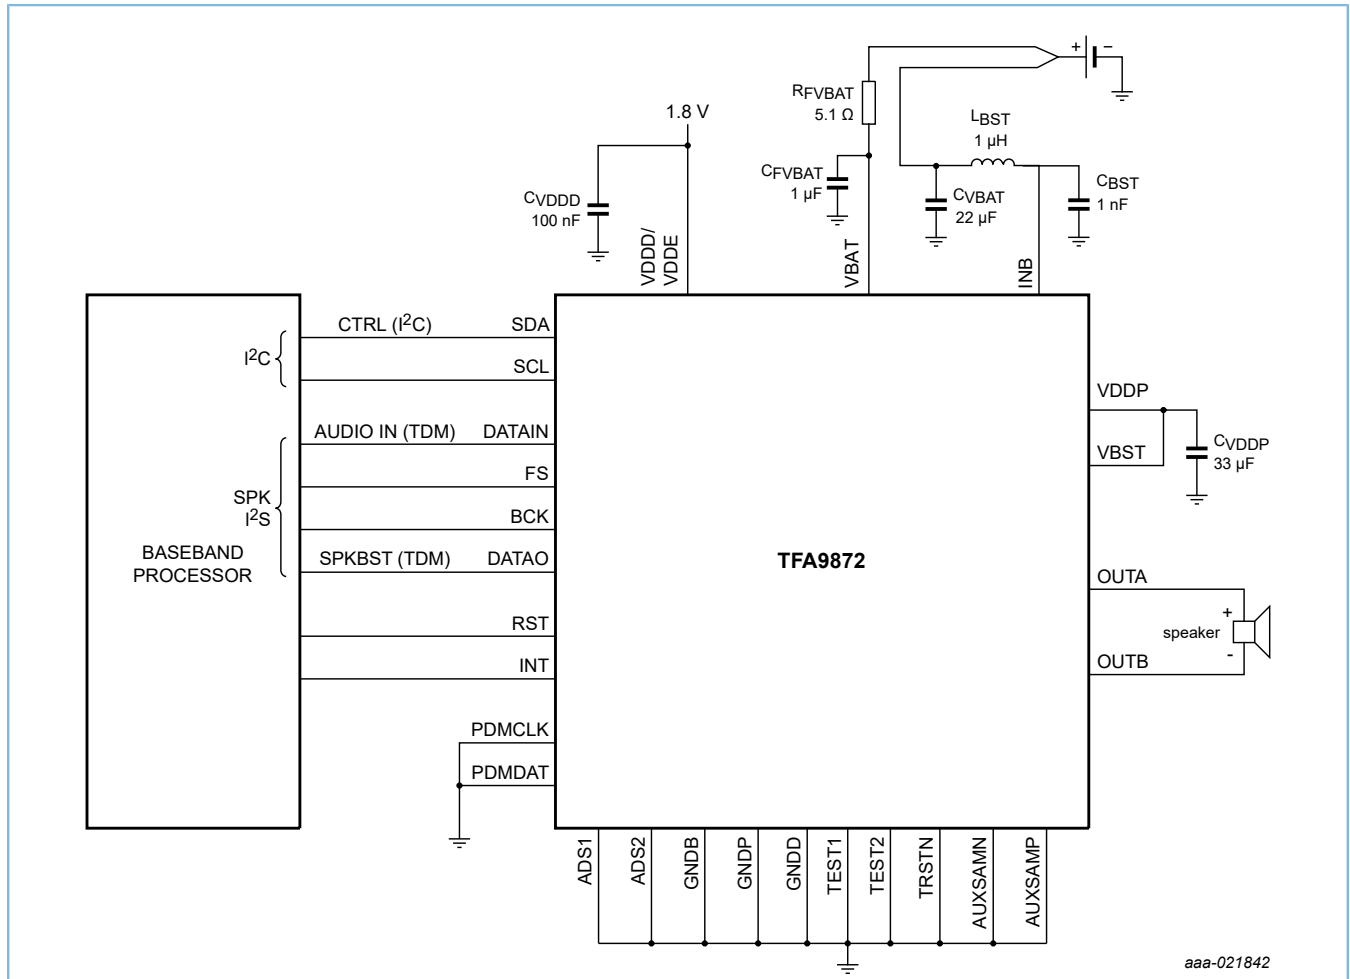 + −
RFVBAT
5.1 Ω
1.8 V
LBST
1 µH
CFVBAT
1 µF
CBST
1 nF
CVDDD
100 nF
CVBAT
22 µF
VDDD/
VDDE
VBAT
INB
CTRL (I2C) SDA
I2C
SCL
VDDP
AUDIO IN (TDM) DATAIN
CVDDP
33 µF
VBST
FS
SPK
I2S
BCK
BASEBAND
PROCESSOR
SPKBST (TDM) DATAO
TFA9872
OUTA
+
speaker
-
RST
OUTB
INT
PDMCLK
PDMDAT
ADS1
ADS2
GNDB
GNDP
GNDD
TEST1
TEST2
TRSTN
AUXSAMN
AUXSAMP
aaa-021842